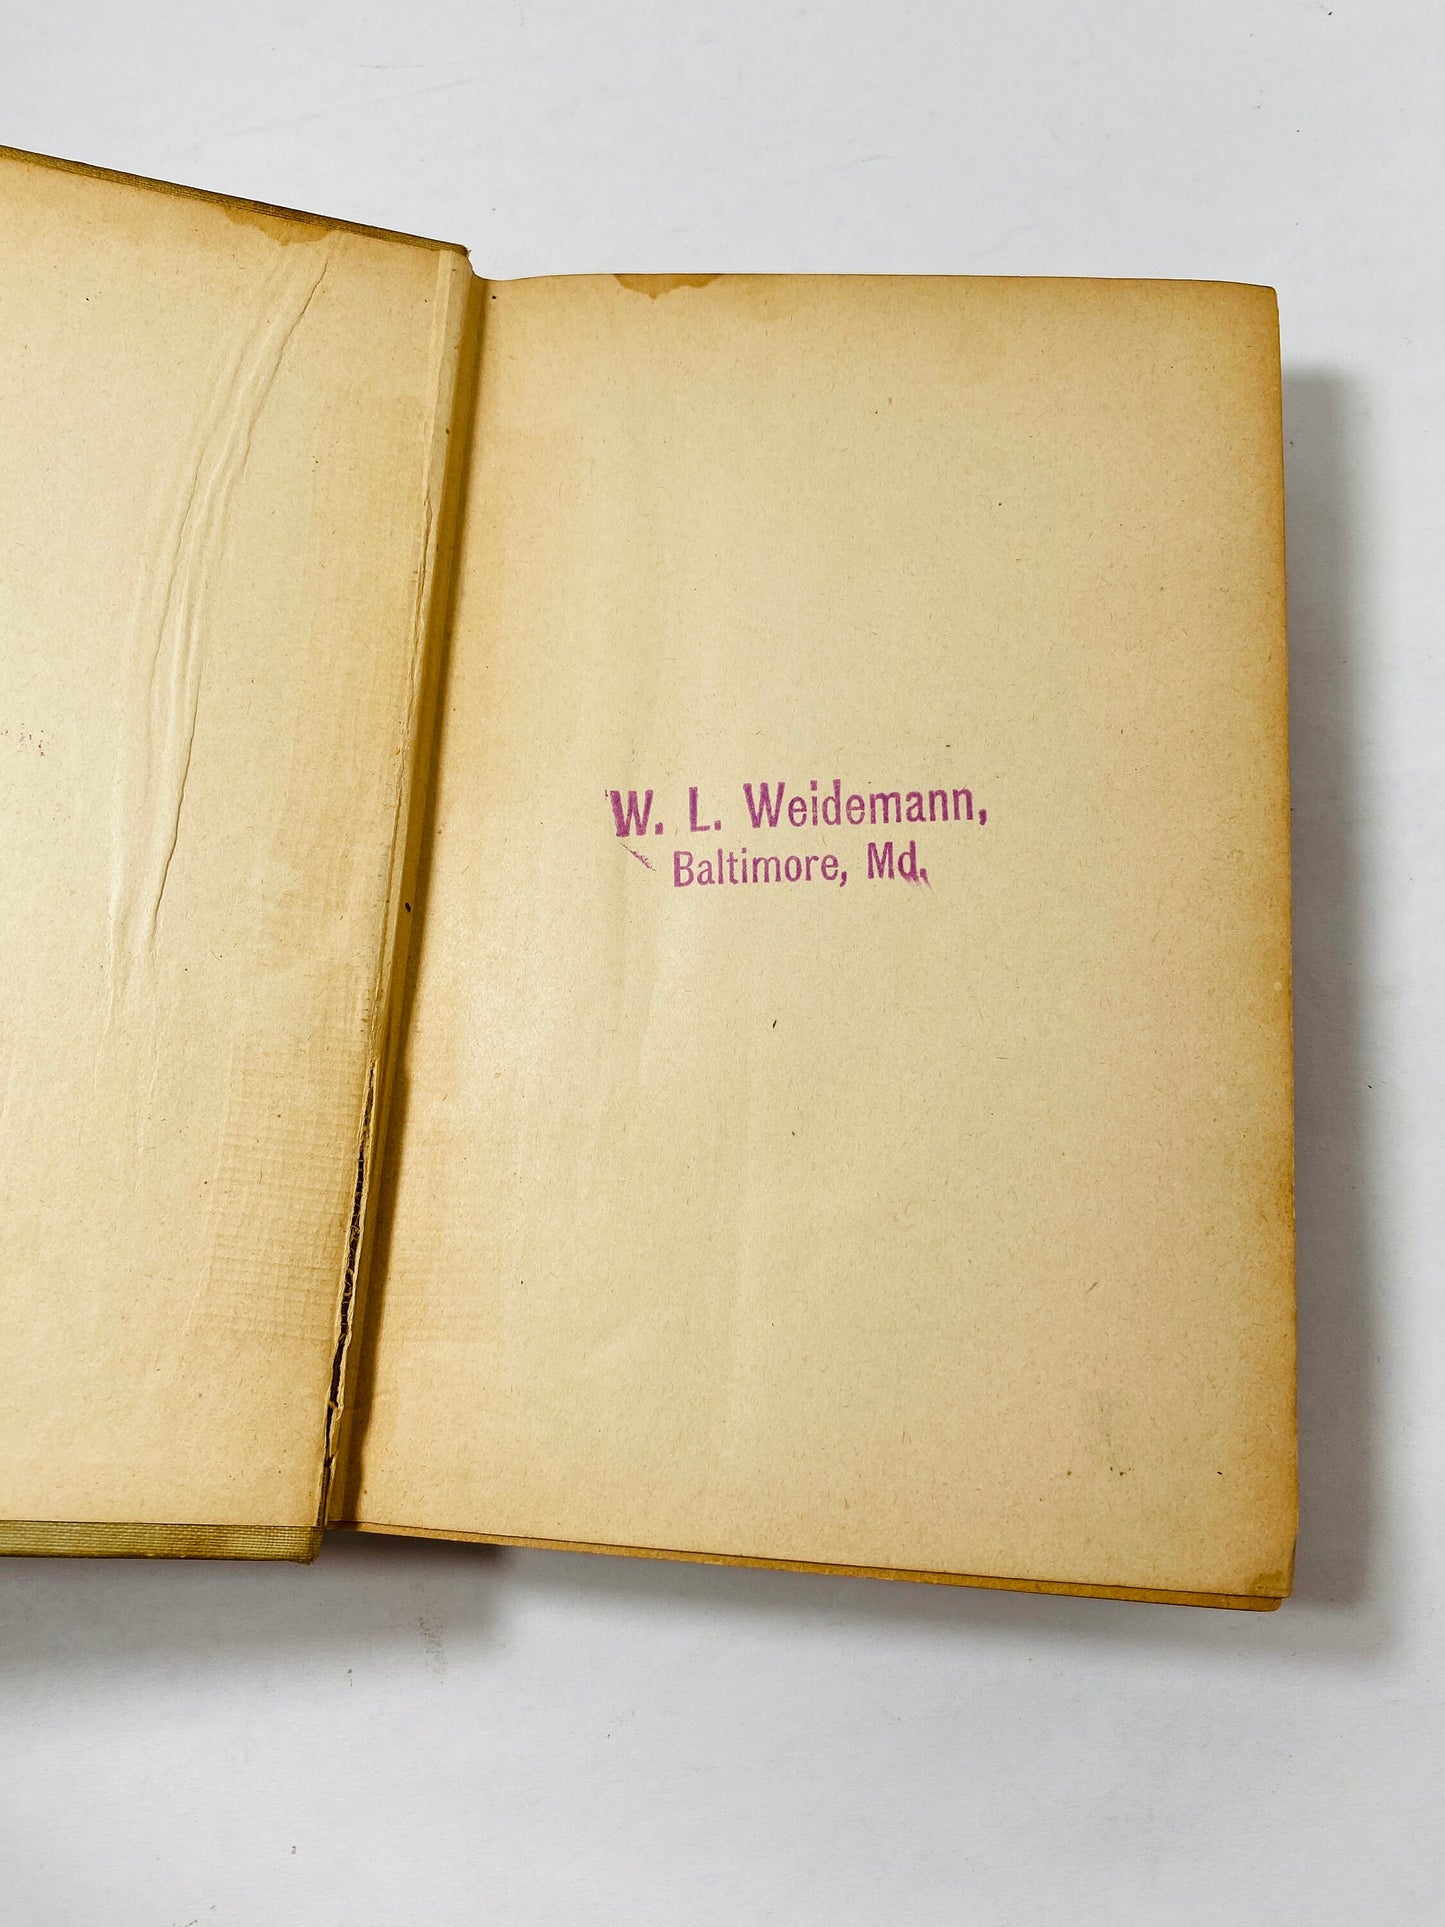 W. L. Weidemann,
Baltimore, Md.